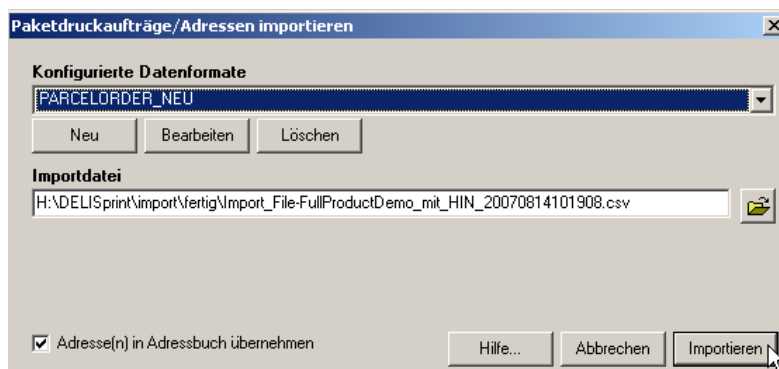 Paketdruckaufträge/Adressen importieren
Konfigurierte Datenformate
PARCELORDER_NEU
Neu Bearbeiten Löschen
Importdatei
H:\DELISprint\import\fertig\Import_File-FullProductDemo_mit_HIN_20070814101908.csv
Adresse(n) in Adressbuch übernehmen Hilfe... Abbrechen Importieren